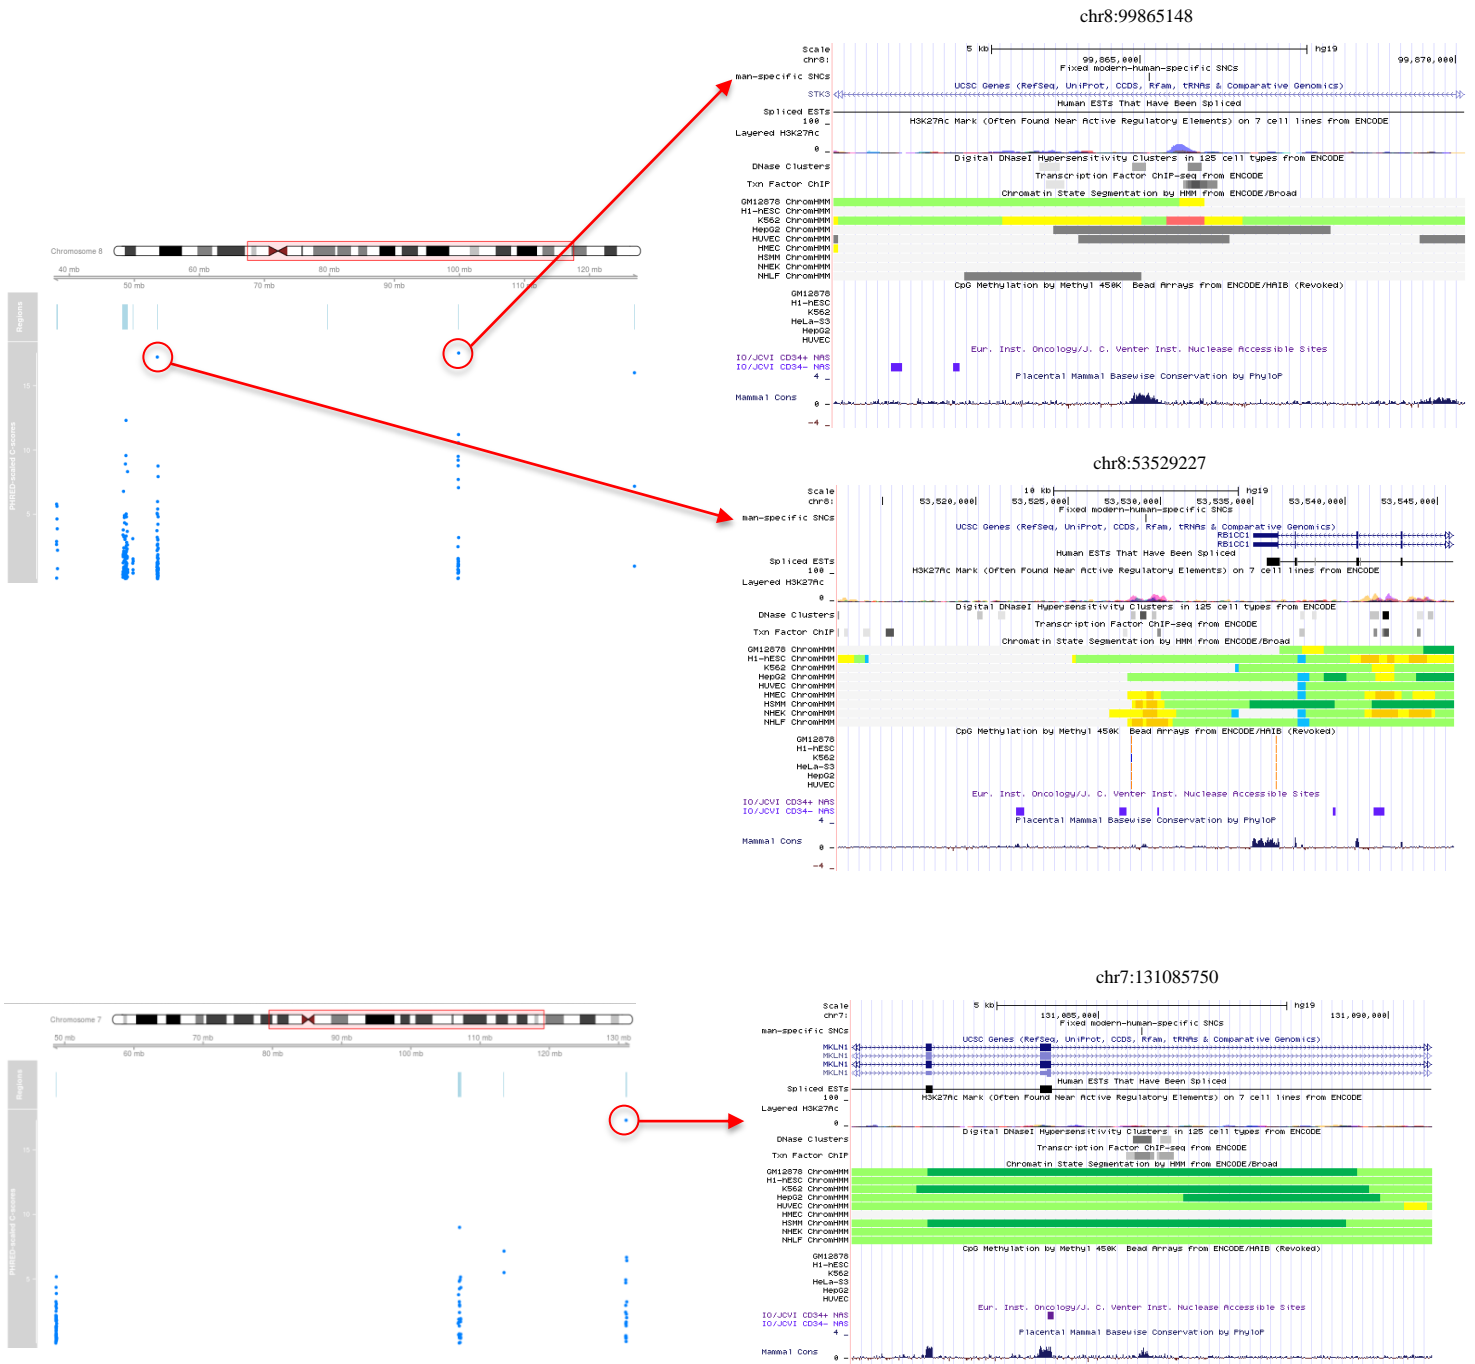 chr8:99865148
Scale 5 kb hg19
chr8: 99,865,000 99,870,000
Fixed modern-human-specific SNCs
man-specific SNCs
UCSC Genes (RefSeq, UniProt, CCDS, Rfam, tRNAs & Comparative Genomics)
STK3
Human ESTs That Have Been Spliced
Spliced ESTs
100 _ H3K27Ac Mark (Often Found Near Active Regulatory Elements) on 7 cell lines from ENCODE
Layered H3K27Ac
0 _
Digital DNaseI Hypersensitivity Clusters in 125 cell types from ENCODE
DNase Clusters
Transcription Factor ChIP-seq from ENCODE
Txn Factor ChIP
Chromatin State Segmentation by HMM from ENCODE/Broad
GM12878 ChromHMM
H1-hESC ChromHMM
K562 ChromHMM
HepG2 ChromHMM
HUVEC ChromHMM
HMEC ChromHMM
HSMM ChromHMM
NHEK ChromHMM
NHLF ChromHMM
CpG Methylation by Methyl 450K Bead Arrays from ENCODE/HAIB (Revoked)
GM12878
H1-hESC
K562
HeLa-S3
HepG2
HUVEC
Eur. Inst. Oncology/J. C. Venter Inst. Nuclease Accessible Sites
IO/JCVI CD34+ NAS
IO/JCVI CD34- NAS
4 _ Placental Mammal Basewise Conservation by PhyloP
Mammal Cons
0 _
-4 _
Chromosome 8
40 mb 60 mb 80 mb 100 mb 120 mb
50 mb 70 mb 90 mb 110 mb
Regions
PHRED-scaled C-scores
15
10
5
chr8:53529227
Scale 10 kb hg19
chr8: 53,520,000 53,525,000 53,530,000 53,535,000 53,540,000 53,545,000
Fixed modern-human-specific SNCs
man-specific SNCs
UCSC Genes (RefSeq, UniProt, CCDS, Rfam, tRNAs & Comparative Genomics)
RB1CC1
RB1CC1
Human ESTs That Have Been Spliced
Spliced ESTs
100 _ H3K27Ac Mark (Often Found Near Active Regulatory Elements) on 7 cell lines from ENCODE
Layered H3K27Ac
0 _
Digital DNaseI Hypersensitivity Clusters in 125 cell types from ENCODE
DNase Clusters
Transcription Factor ChIP-seq from ENCODE
Txn Factor ChIP
Chromatin State Segmentation by HMM from ENCODE/Broad
GM12878 ChromHMM
H1-hESC ChromHMM
K562 ChromHMM
HepG2 ChromHMM
HUVEC ChromHMM
HMEC ChromHMM
HSMM ChromHMM
NHEK ChromHMM
NHLF ChromHMM
CpG Methylation by Methyl 450K Bead Arrays from ENCODE/HAIB (Revoked)
GM12878
H1-hESC
K562
HeLa-S3
HepG2
HUVEC
Eur. Inst. Oncology/J. C. Venter Inst. Nuclease Accessible Sites
IO/JCVI CD34+ NAS
IO/JCVI CD34- NAS
4 _ Placental Mammal Basewise Conservation by PhyloP
Mammal Cons
0 _
-4 _
chr7:131085750
Scale 5 kb hg19
chr7: 131,085,000 131,090,000
Fixed modern-human-specific SNCs
man-specific SNCs
UCSC Genes (RefSeq, UniProt, CCDS, Rfam, tRNAs & Comparative Genomics)
MKLN1
MKLN1
MKLN1
MKLN1
Human ESTs That Have Been Spliced
Spliced ESTs
100 _ H3K27Ac Mark (Often Found Near Active Regulatory Elements) on 7 cell lines from ENCODE
Layered H3K27Ac
0 _
Digital DNaseI Hypersensitivity Clusters in 125 cell types from ENCODE
DNase Clusters
Transcription Factor ChIP-seq from ENCODE
Txn Factor ChIP
Chromatin State Segmentation by HMM from ENCODE/Broad
GM12878 ChromHMM
H1-hESC ChromHMM
K562 ChromHMM
HepG2 ChromHMM
HUVEC ChromHMM
HMEC ChromHMM
HSMM ChromHMM
NHEK ChromHMM
NHLF ChromHMM
CpG Methylation by Methyl 450K Bead Arrays from ENCODE/HAIB (Revoked)
GM12878
H1-hESC
K562
HeLa-S3
HepG2
HUVEC
Eur. Inst. Oncology/J. C. Venter Inst. Nuclease Accessible Sites
IO/JCVI CD34+ NAS
IO/JCVI CD34- NAS
4 _ Placental Mammal Basewise Conservation by PhyloP
Mammal Cons
0 _
Chromosome 7
50 mb 70 mb 90 mb 110 mb 130 mb
60 mb 80 mb 100 mb 120 mb
Regions
PHRED-scaled C-scores
15
10
5